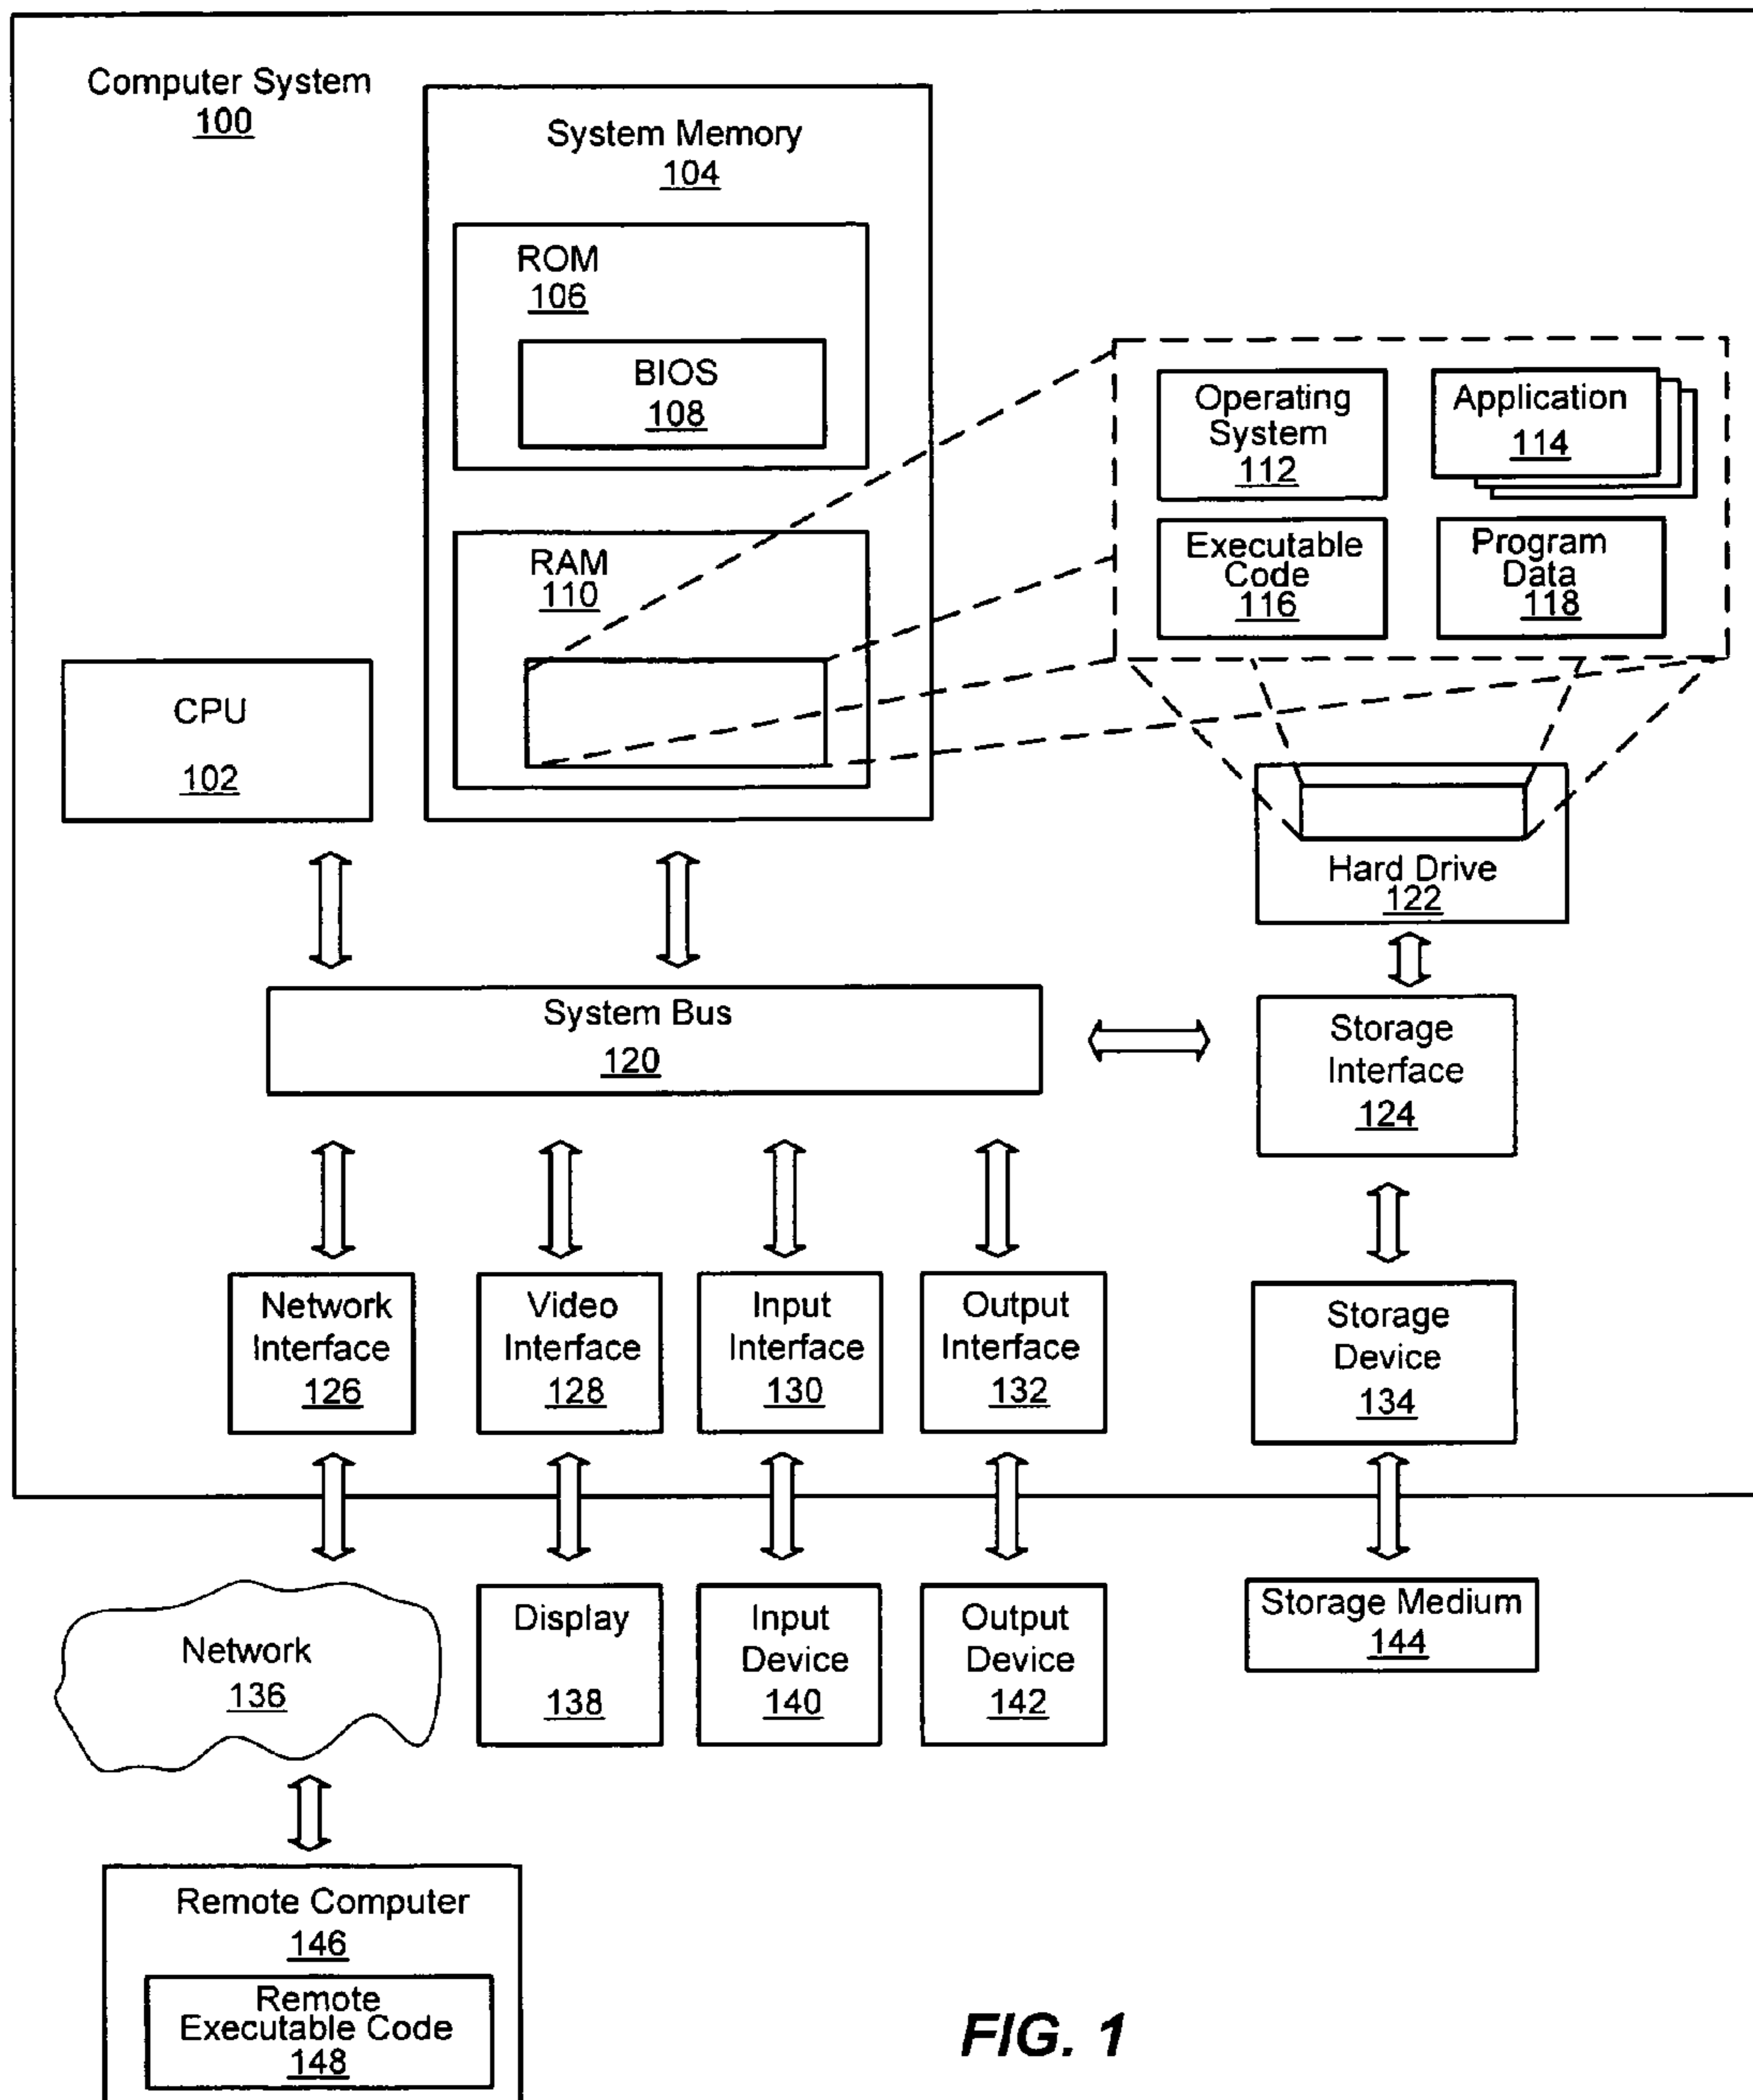 Computer System
100
System Memory
104
ROM
106
BIOS
108
RAM
110
Operating
System
112
Application
114
Executable
Code
116
Program
Data
118
CPU
102
Hard Drive
122
System Bus
120
Storage
Interface
124
Network
Interface
126
Video
Interface
128
Input
Interface
130
Output
Interface
132
Storage
Device
134
Network
136
Display
138
Input
Device
140
Output
Device
142
Storage Medium
144
Remote Computer
146
Remote
Executable Code
148
FIG. 1